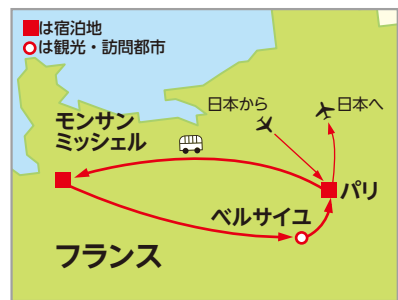 ■は宿泊地
○は観光・訪問都市
日本から
日本へ
モンサン
ミッシェル
パリ
ベルサイユ
フランス